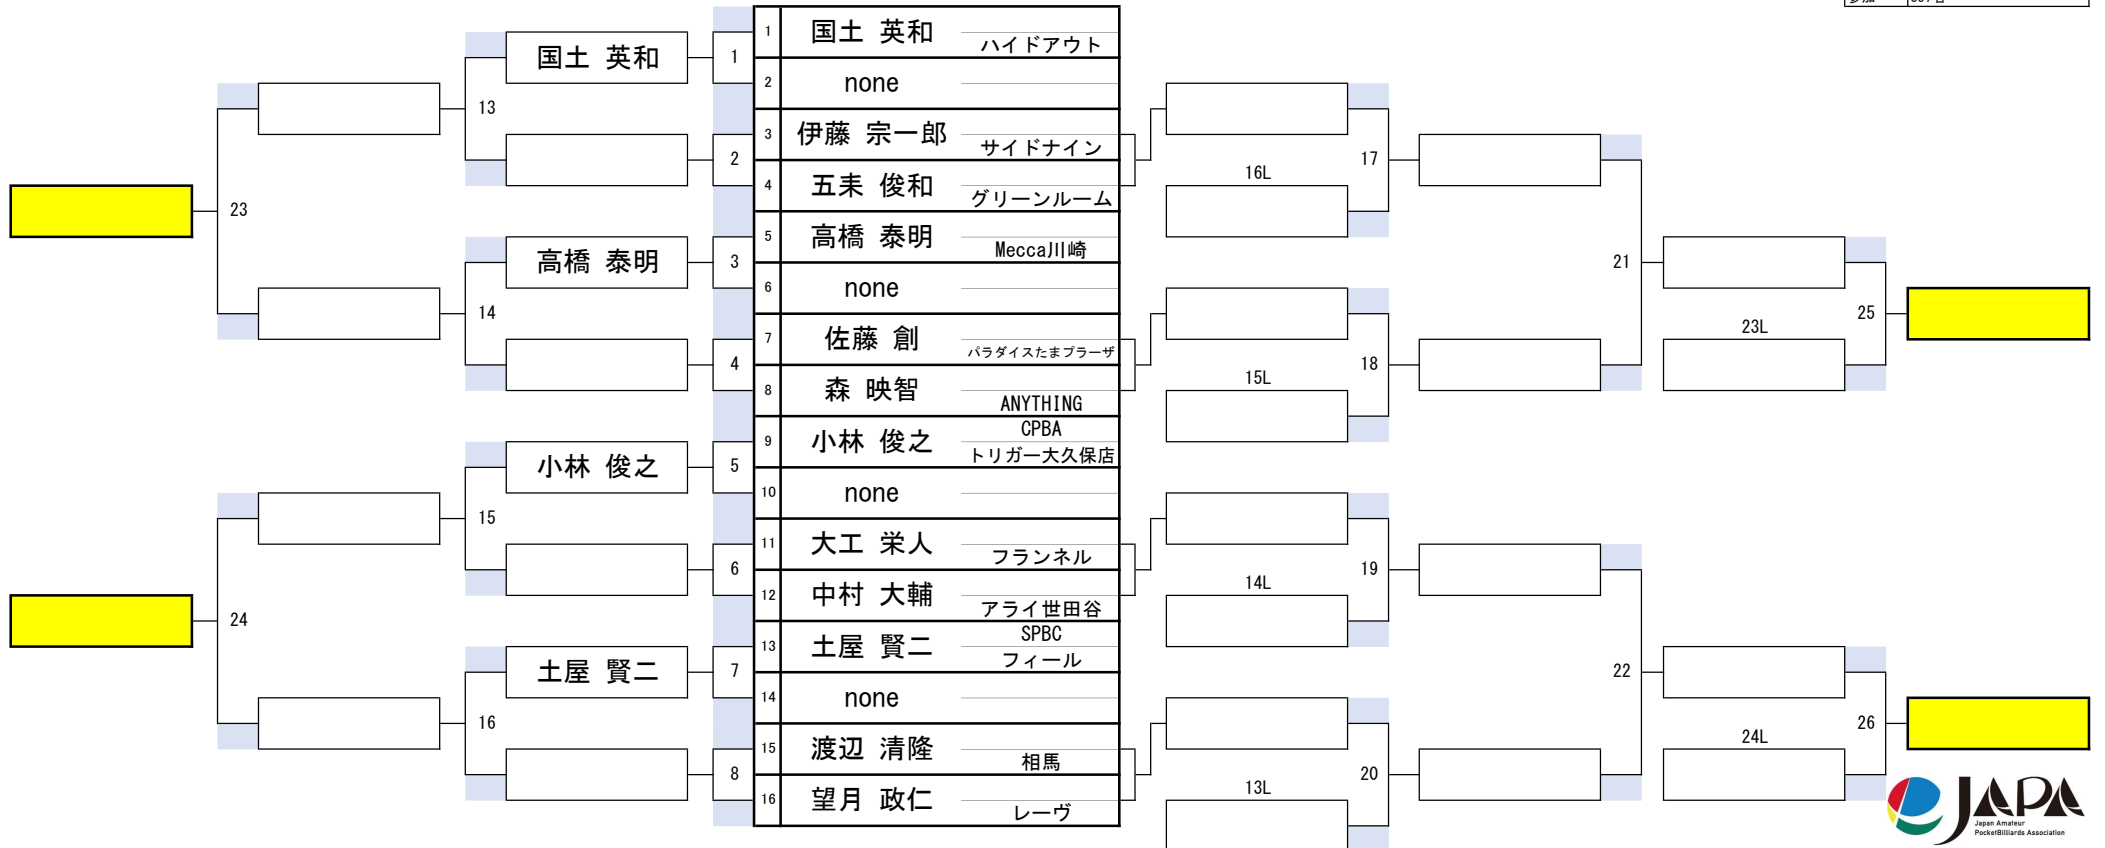 1 国土 英和 ハイドアウト
2 none
3 伊藤 宗一郎 サイドナイン
4 五耒 俊和 グリーンルーム
5 高橋 泰明 Mecca川崎
6 none
7 佐藤 創 パラダイスたまプラーザ
8 森 映智 ANYTHING
9 小林 俊之 CPBA
トリガー大久保店
10 none
11 大工 栄人 フランネル
12 中村 大輔 アライ世田谷
13 土屋 賢二 SPBC
フィール
14 none
15 渡辺 清隆 相馬
16 望月 政仁 レーヴ
国土 英和 1
13
2
23
高橋 泰明 3
14
4
小林 俊之 5
15
6
24
土屋 賢二 7
16
8
17
16L
21
18
15L
25
23L
19
14L
22
20
13L
26
24L
JAPA
Japan Amateur
PocketBilliards Association